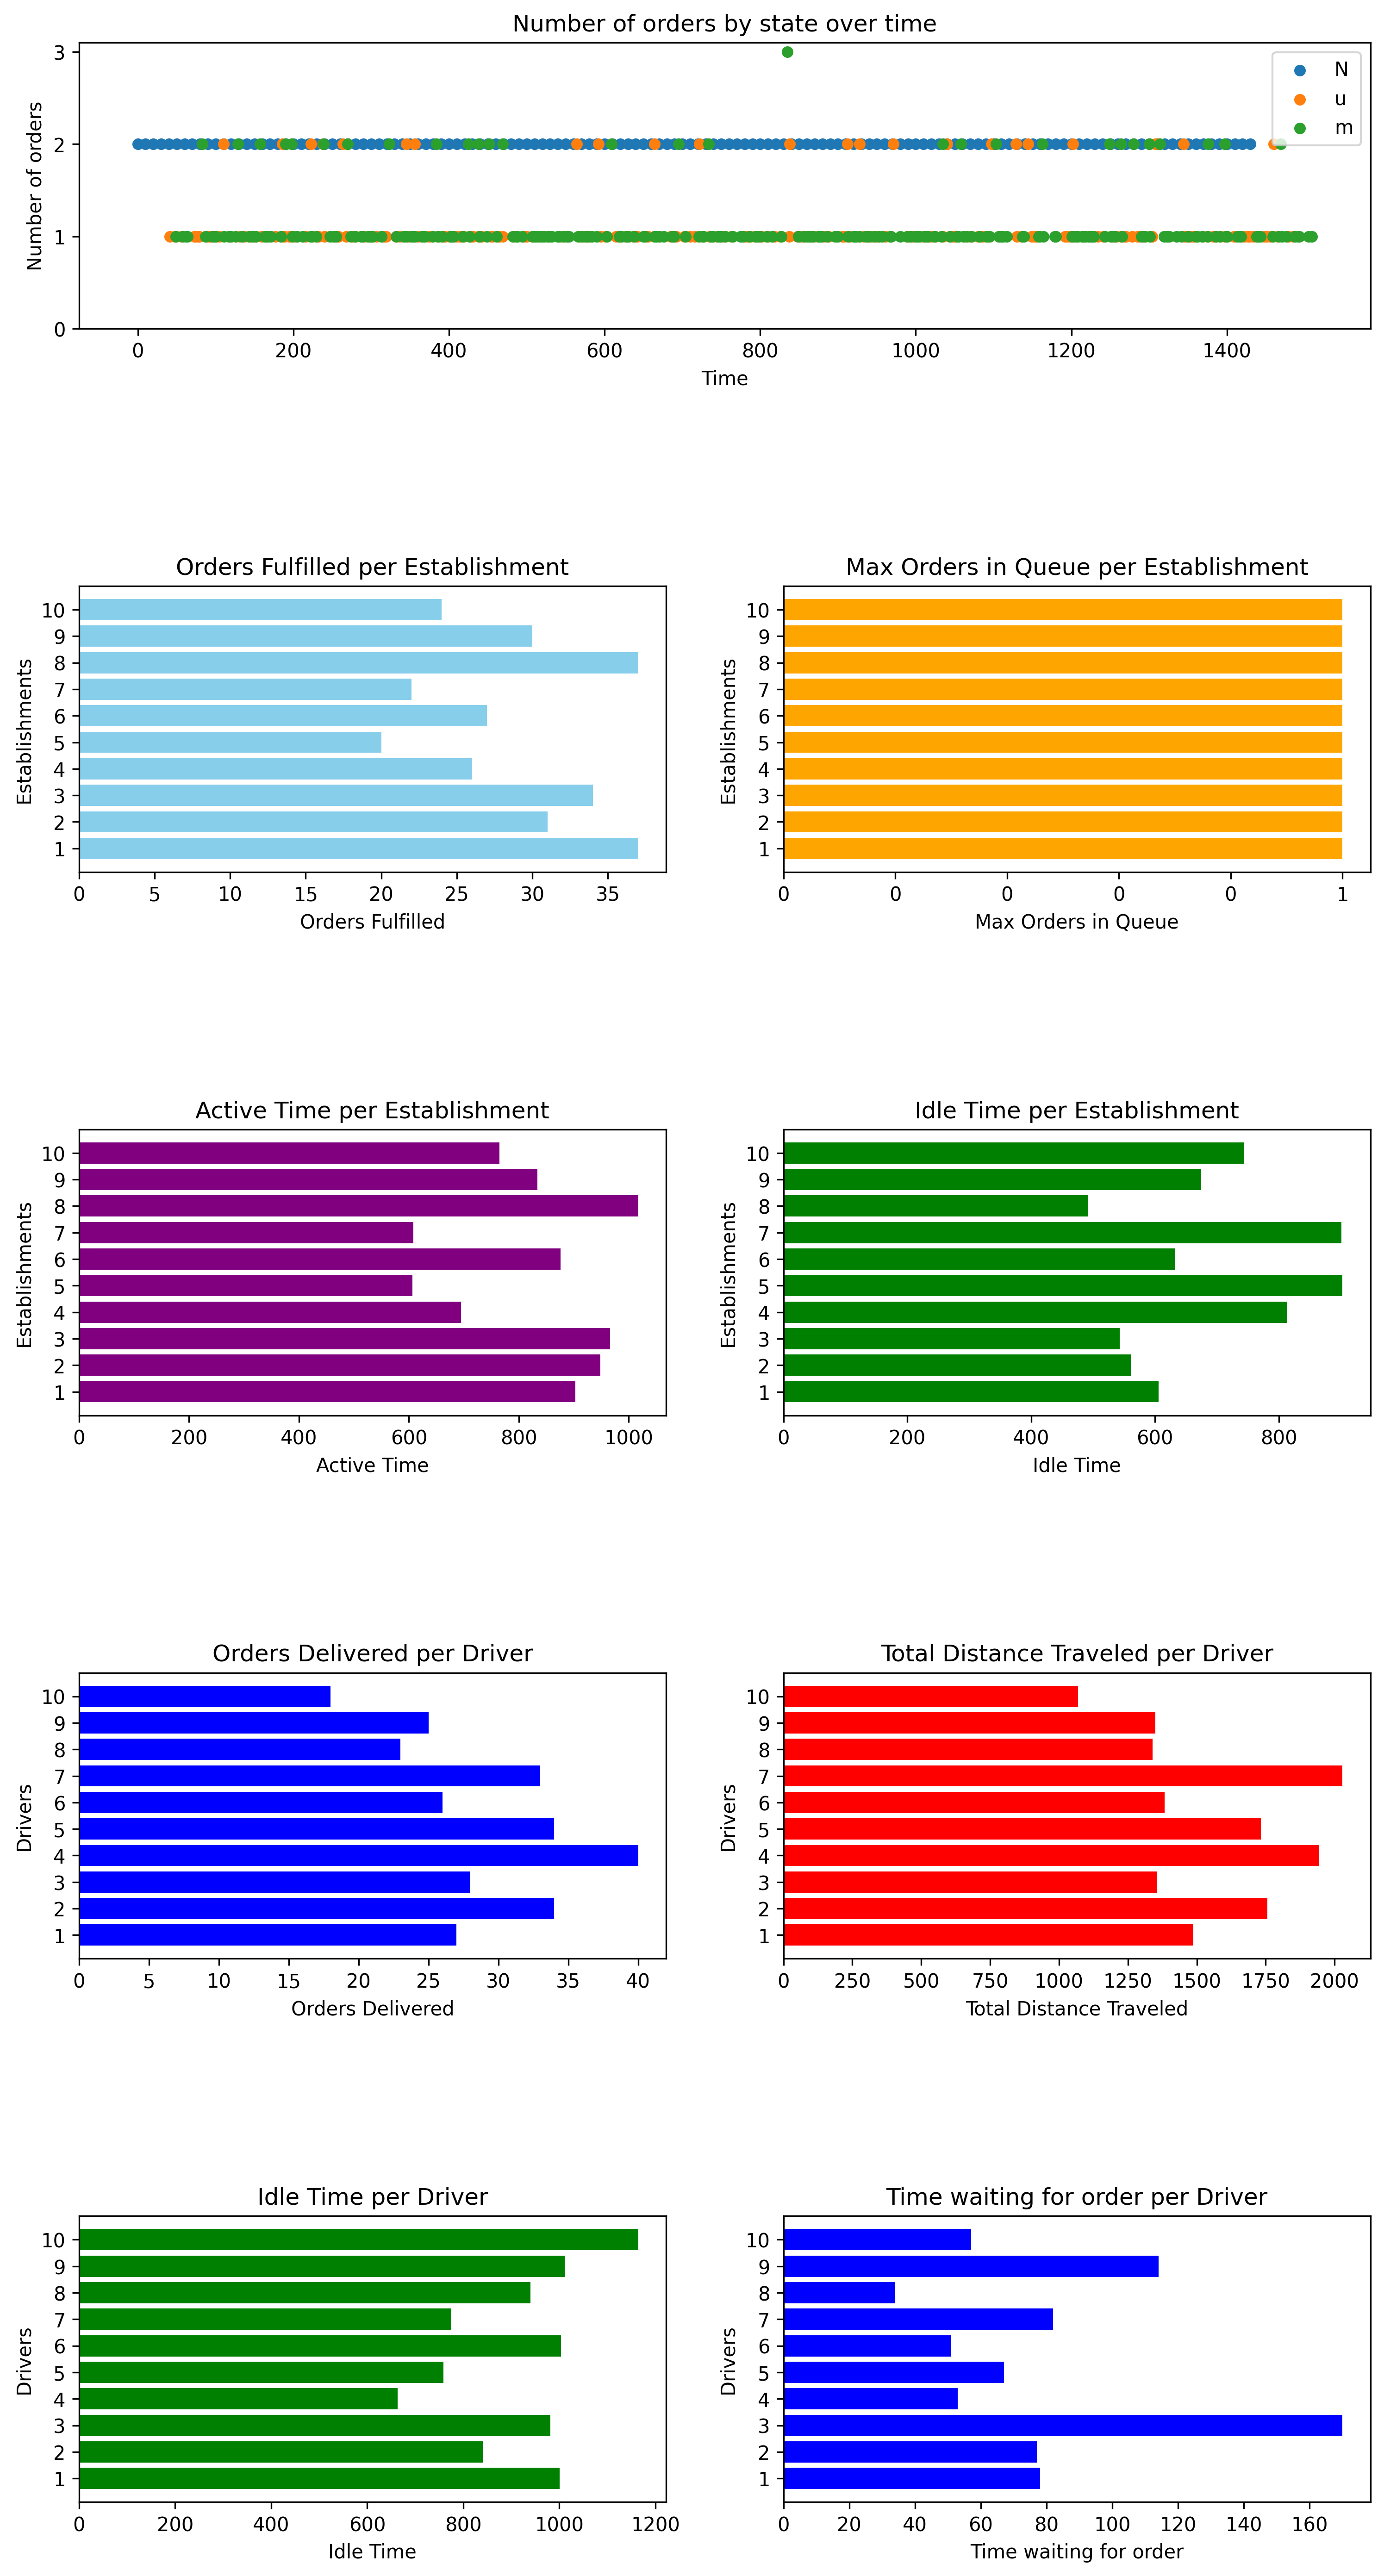 Number of orders by state over time
Number of orders
3
2
1
0
N
u
m
0 200 400 600 800 1000 1200 1400
Time
Orders Fulfilled per Establishment
Establishments
10
9
8
7
6
5
4
3
2
1
0 5 10 15 20 25 30 35
Orders Fulfilled
Max Orders in Queue per Establishment
Establishments
10
9
8
7
6
5
4
3
2
1
0 0 0 0 0 1
Max Orders in Queue
Active Time per Establishment
Establishments
10
9
8
7
6
5
4
3
2
1
0 200 400 600 800 1000
Active Time
Idle Time per Establishment
Establishments
10
9
8
7
6
5
4
3
2
1
0 200 400 600 800
Idle Time
Orders Delivered per Driver
Drivers
10
9
8
7
6
5
4
3
2
1
0 5 10 15 20 25 30 35 40
Orders Delivered
Total Distance Traveled per Driver
Drivers
10
9
8
7
6
5
4
3
2
1
0 250 500 750 1000 1250 1500 1750 2000
Total Distance Traveled
Idle Time per Driver
Drivers
10
9
8
7
6
5
4
3
2
1
0 200 400 600 800 1000 1200
Idle Time
Time waiting for order per Driver
Drivers
10
9
8
7
6
5
4
3
2
1
0 20 40 60 80 100 120 140 160
Time waiting for order